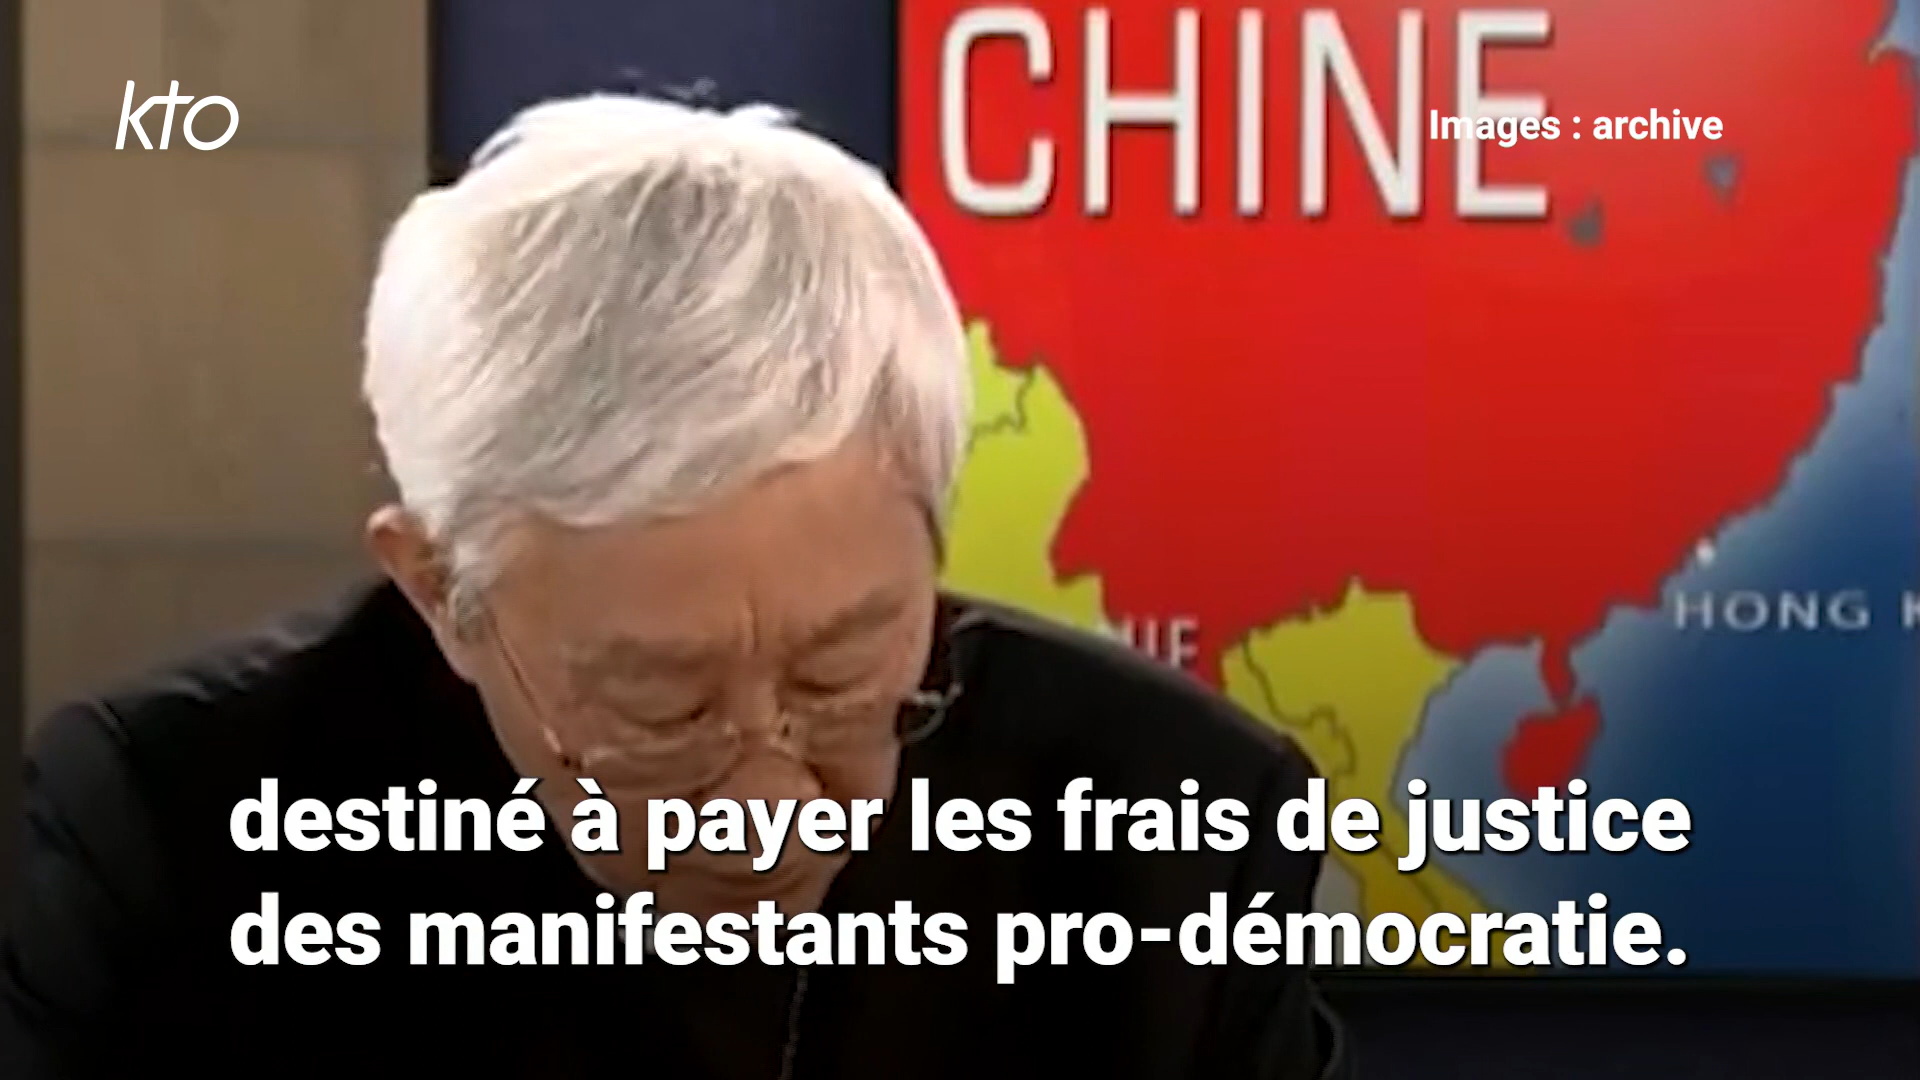 CHINE
kto
Images : archive
HONG K
destiné à payer les frais de justice
des manifestants pro-démocratie.